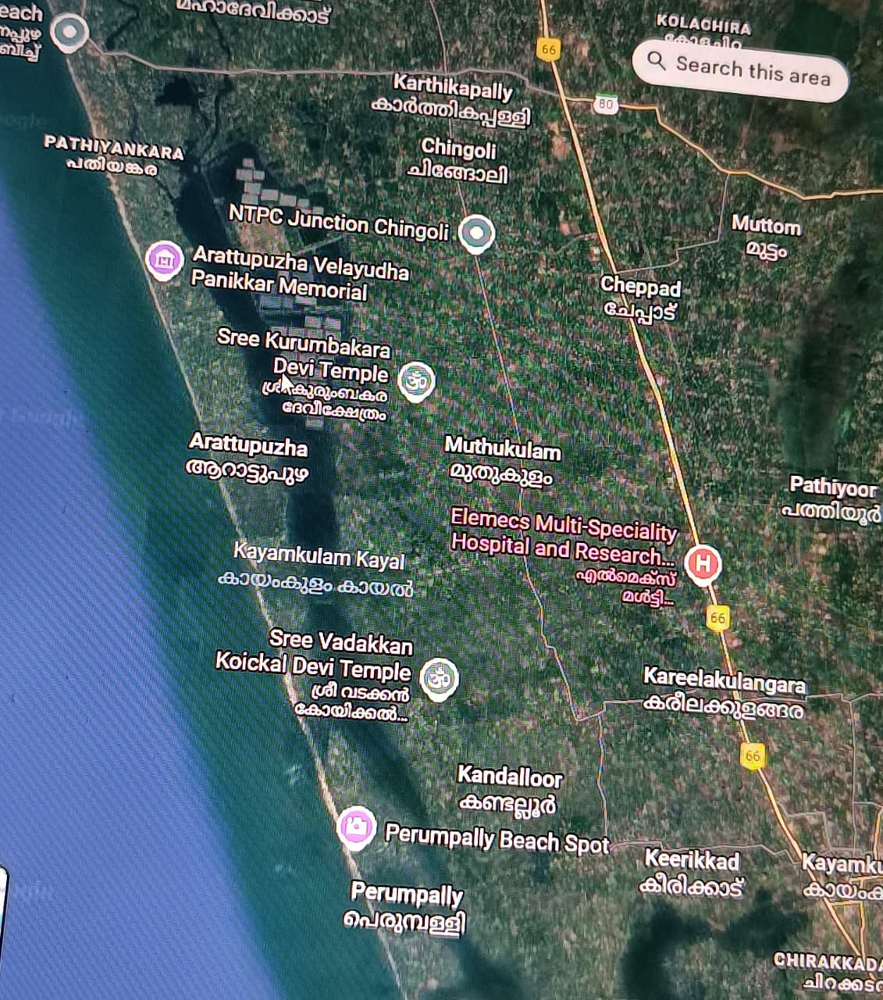 each
മഹാദേവിക്കാട്
KOLACHIRA
66
Search this area
80
Karthikapally
കാർത്തികപ്പള്ളി
PATHIYANKARA
പതിയങ്കര
Chingoli
ചിങ്ങോലി
NTPC Junction Chingoli
Muttom
മുട്ടം
Arattupuzha Velayudha
Panikkar Memorial
Cheppad
ചേപ്പാട്
Sree Kurumbakara
Devi Temple
ശ്രീകുരുംബകര
ദേവീക്ഷേത്രം
Arattupuzha
ആറാട്ടുപുഴ
Muthukulam
മുതുകുളം
Pathiyoor
പത്തിയൂർ
Elemecs Multi-Speciality
Hospital and Research...
എൽമെക്സ്
മൾട്ടി...
H
Kayamkulam Kayal
കായംകുളം കായൽ
66
Sree Vadakkan
Koickal Devi Temple
ശ്രീ വടക്കൻ
കോയിക്കൽ...
Kareelakulangara
കരീലക്കുളങ്ങര
66
Kandalloor
കണ്ടല്ലൂർ
Perumpally Beach Spot
Keerikkad
കീരിക്കാട്
Kayamku
കായംക
Perumpally
പെരുമ്പള്ളി
CHIRAKKADA
ചിറക്കട